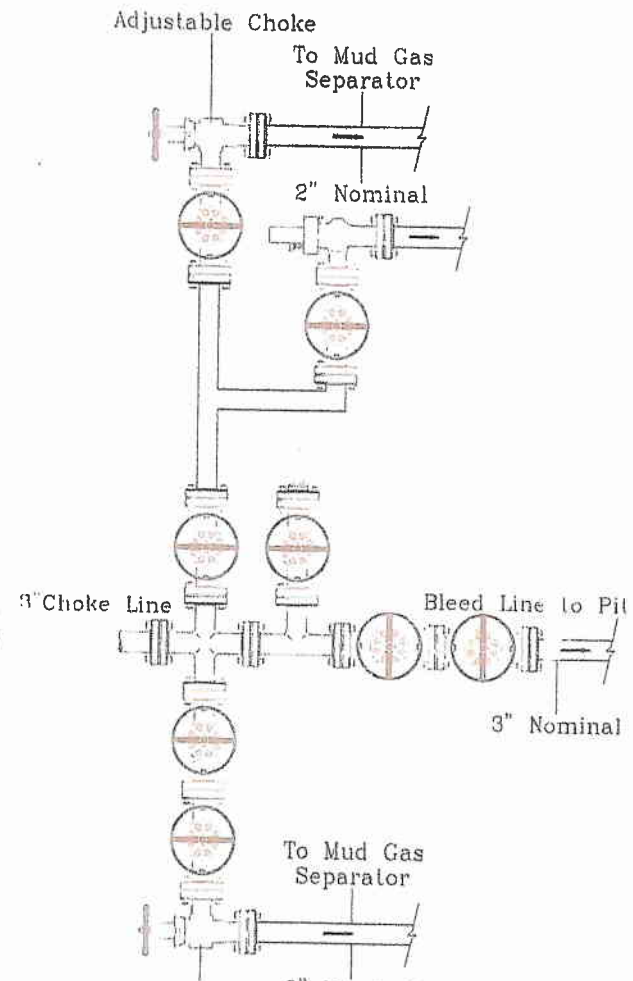 Adjustable Choke
To Mud Gas
Separator
2" Nominal
3" Choke Line
Bleed Line to Pit
3" Nominal
To Mud Gas
Separator